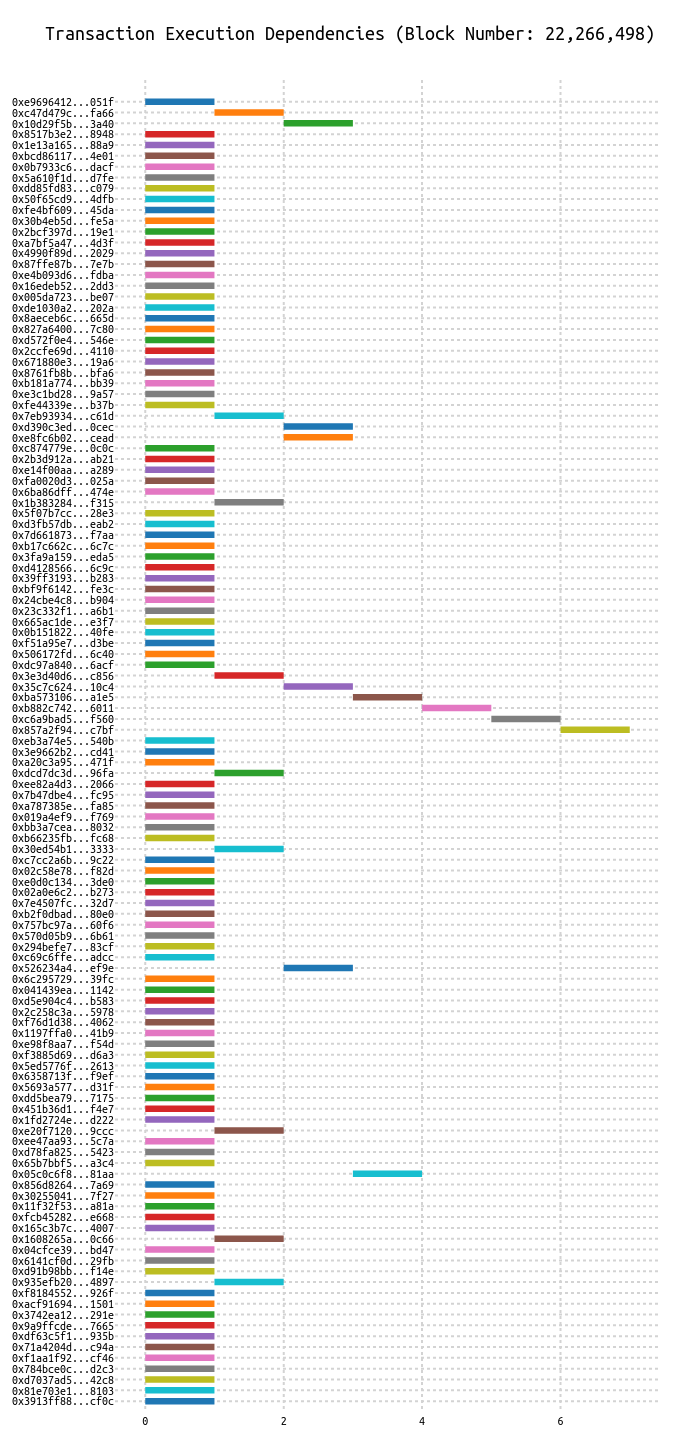 Transaction Execution Dependencies (Block Number: 22,266,498)
0xe9696412...051f
0xc47d479c...fa66
0x10d29f5b...3a40
0x8517b3e2...8948
0x1e13a165...88a9
0xbcd86117...4e01
0x0b7933c6...dacf
0x5a610f1d...d7fe
0xdd85fd83...c079
0x50f65cd9...4dfb
0xfe4bf609...45da
0x30b4eb5d...fe5a
0x2bcf397d...19e1
0xa7bf5a47...4d3f
0x4990f89d...2029
0x87ffe87b...7e7b
0xe4b093d6...fdba
0x16edeb52...2dd3
0x005da723...be07
0xde1030a2...202a
0x8aeceb6c...665d
0x827a6400...7c80
0xd572f0e4...546e
0x2ccfe69d...4110
0x671880e3...19a6
0x8761fb8b...bfa6
0xb181a774...bb39
0xe3c1bd28...9a57
0xfe44339e...b37b
0x7eb93934...c61d
0xd390c3ed...0cec
0xe8fc6b02...cead
0xc874779e...0c0c
0x2b3d912a...ab21
0xe14f00aa...a289
0xfa0020d3...025a
0x6ba86dff...474e
0x1b383284...f315
0x5f07b7cc...28e3
0xd3fb57db...eab2
0x7d661873...f7aa
0xb17c662c...6c7c
0x3fa9a159...eda5
0xd4128566...6c9c
0x39ff3193...b283
0xbf9f6142...fe3c
0x24cbe4c8...b904
0x23c332f1...a6b1
0x665ac1de...e3f7
0x0b151822...40fe
0xf51a95e7...d3be
0x506172fd...6c40
0xdc97a840...6acf
0x3e3d40d6...c856
0x35c7c624...10c4
0xba573106...a1e5
0xb882c742...6011
0xc6a9bad5...f560
0x857a2f94...c7bf
0xeb3a74e5...540b
0x3e9662b2...cd41
0xa20c3a95...471f
0xdcd7dc3d...96fa
0xee82a4d3...2066
0x7b47dbe4...fc95
0xa787385e...fa85
0x019a4ef9...f769
0xbb3a7cea...8032
0xb66235fb...fc68
0x30ed54b1...3333
0xc7cc2a6b...9c22
0x02c58e78...f82d
0xe0d0c134...3de0
0x02a0e6c2...b273
0x7e4507fc...32d7
0xb2f0dbad...80e0
0x757bc97a...60f6
0x570d05b9...6b61
0x294befe7...83cf
0xc69c6ffe...adcc
0x526234a4...ef9e
0x6c295729...39fc
0x041439ea...1142
0xd5e904c4...b583
0x2c258c3a...5978
0xf76d1d38...4062
0x1197ffa0...41b9
0xe98f8aa7...f54d
0xf3885d69...d6a3
0x5ed5776f...2613
0x6358713f...f9ef
0x5693a577...d31f
0xdd5bea79...7175
0x451b36d1...f4e7
0x1fd2724e...d222
0xe20f7120...9ccc
0xee47aa93...5c7a
0xd78fa825...5423
0x65b7bbf5...a3c4
0x05c0c6f8...81aa
0x856d8264...7a69
0x30255041...7f27
0x11f32f53...a81a
0xfcb45282...e668
0x165c3b7c...4007
0x1608265a...0c66
0x04cfce39...bd47
0x6141cf0d...29fb
0xd91b98bb...f14e
0x935efb20...4897
0xf8184552...926f
0xacf91694...1501
0x3742ea12...291e
0x9a9ffcde...7665
0xdf63c5f1...935b
0x71a4204d...c94a
0xf1aa1f92...cf46
0x784bce0c...d2c3
0xd7037ad5...42c8
0x81e703e1...8103
0x3913ff88...cf0c
0 2 4 6